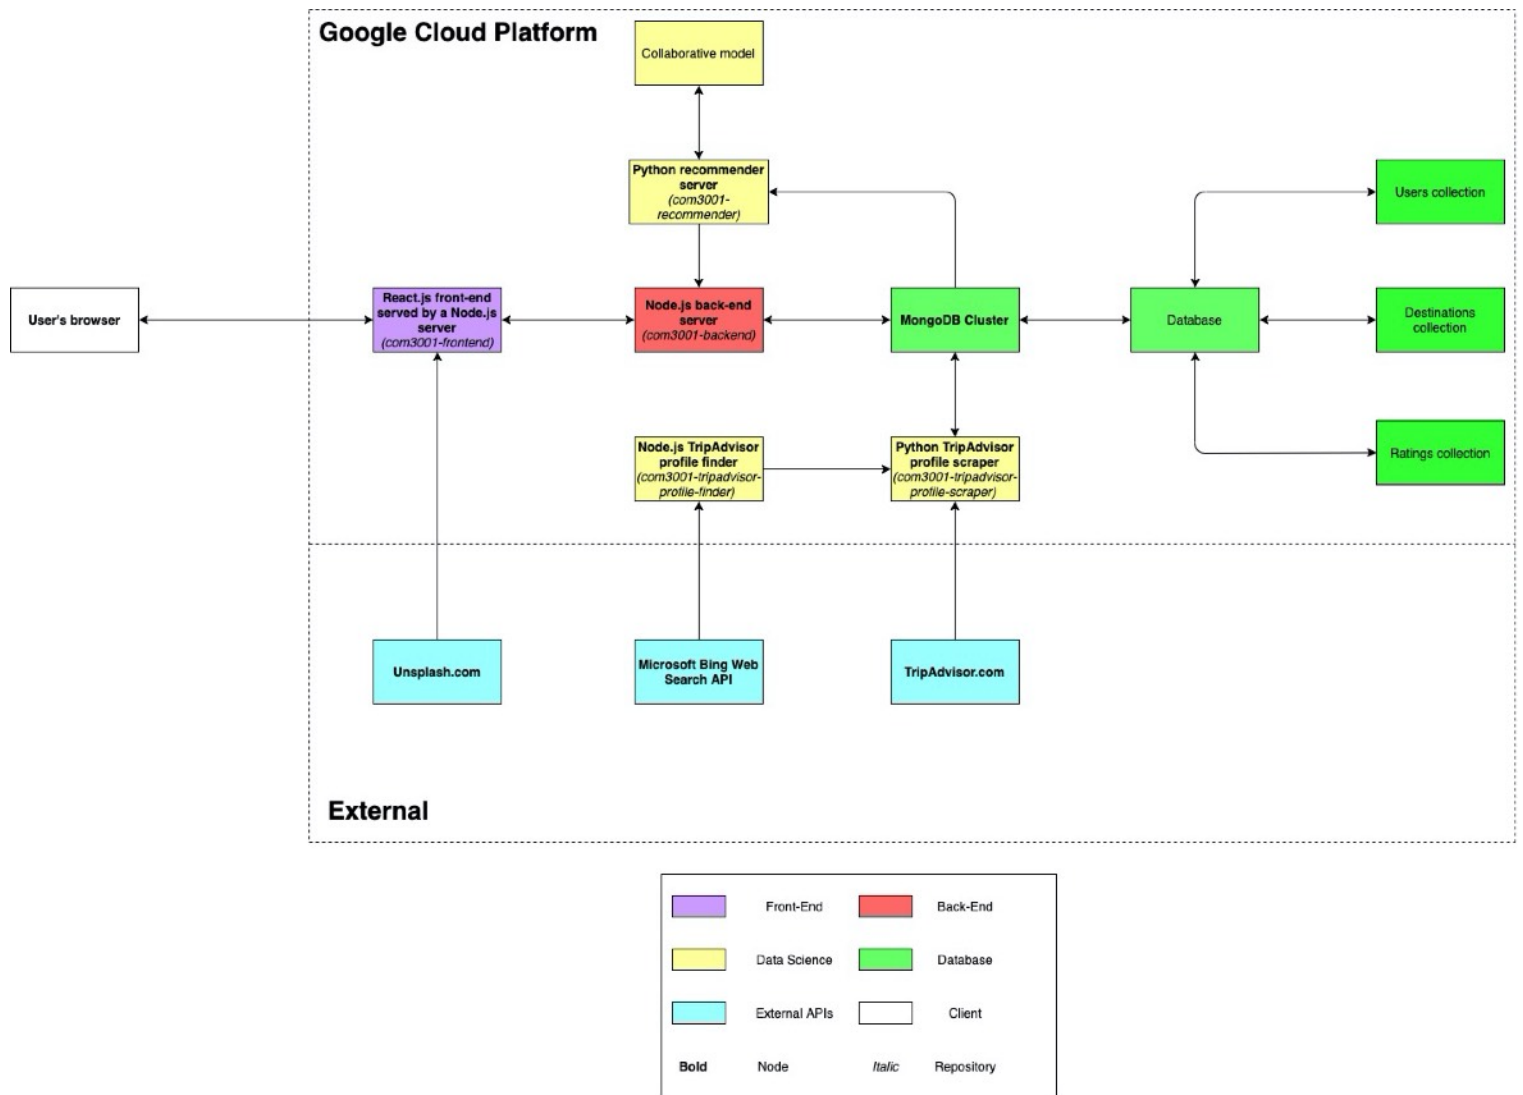 Google Cloud Platform
Collaborative model
Python recommender
server
(com3001-
recommender)
Users collection
User's browser
React.js front-end
served by a Node.js
server
(com3001-frontend)
Node.js back-end
server
(com3001-backend)
MongoDB Cluster
Database
Destinations
collection
Node.js TripAdvisor
profile finder
(com3001-tripadvisor-
profile-finder)
Python TripAdvisor
profile scraper
(com3001-tripadvisor-
profile-scraper)
Ratings collection
Unsplash.com
Microsoft Bing Web
Search API
TripAdvisor.com
External
Front-End
Back-End
Data Science
Database
External APIs
Client
Bold
Node
Italic
Repository